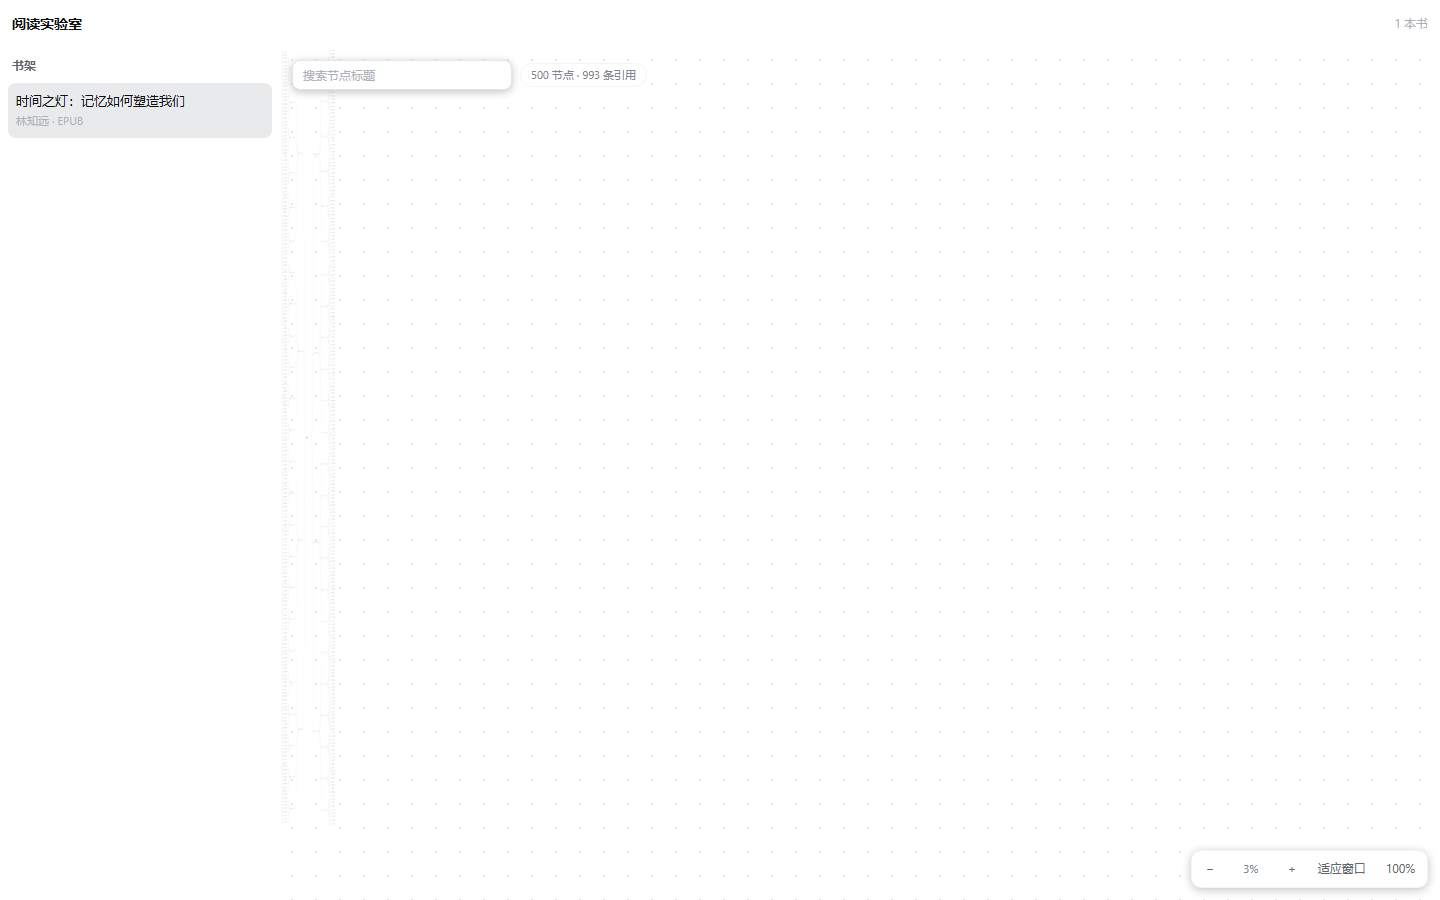 阅读实验室
1 本书
书架
时间之灯：记忆如何塑造我们
林知远 · EPUB
搜索节点标题
500 节点 · 993 条引用
− 3% + 适应窗口 100%